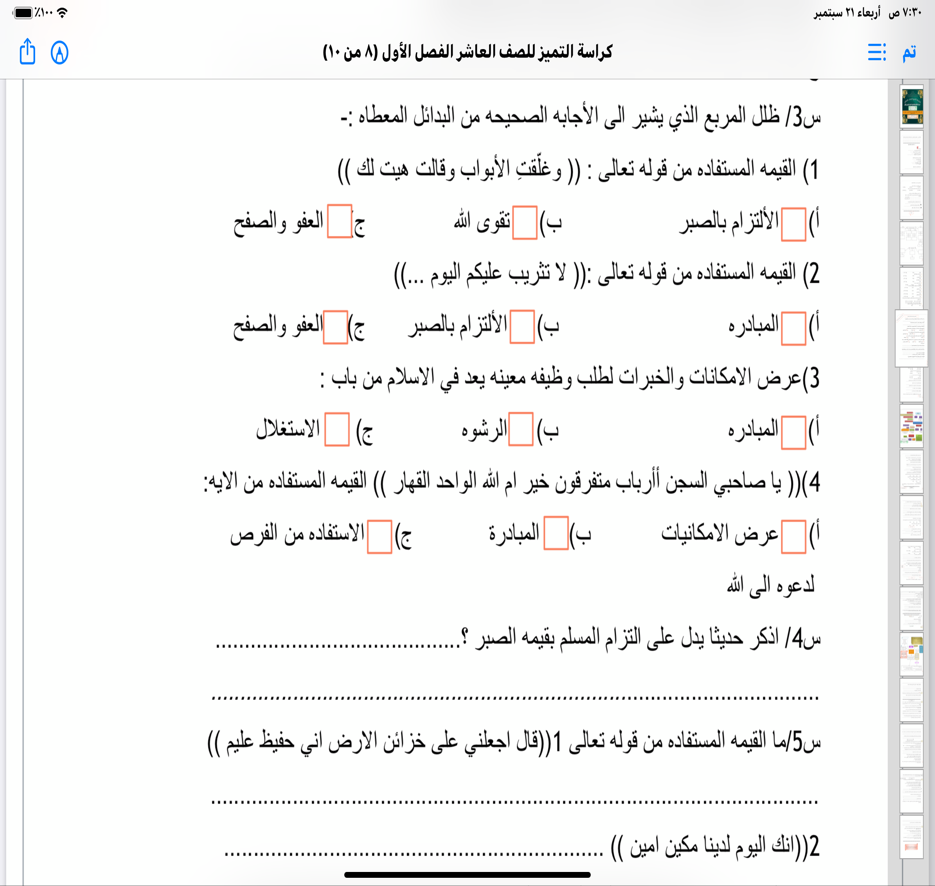 ٧:٣٠ ص أربعاء ٢١ سبتمبر
٪١٠٠
تم
كراسة التميز للصف العاشر الفصل الأول (٨ من ١٠)
س3/ ظلل المربع الذي يشير الى الأجابه الصحيحه من البدائل المعطاه :-
1) القيمه المستفاده من قوله تعالى : (( وغلّقتِ الأبواب وقالت هيت لك ))
أ) الألتزام بالصبر ب) تقوى الله ج) العفو والصفح
2) القيمه المستفاده من قوله تعالى :(( لا تثريب عليكم اليوم ...))
أ) المبادره ب) الألتزام بالصبر ج) العفو والصفح
3)عرض الامكانات والخبرات لطلب وظيفه معينه يعد في الاسلام من باب :
أ) المبادره ب) الرشوه ج) الاستغلال
4)(( يا صاحبي السجن أأرباب متفرقون خير ام الله الواحد القهار )) القيمه المستفاده من الايه:
أ) عرض الامكانيات ب) المبادرة ج) الاستفاده من الفرص
لدعوه الى الله
س4/ اذكر حديثا يدل على التزام المسلم بقيمه الصبر ؟..........................................
..........................................................................................................
س5/ما القيمه المستفاده من قوله تعالى 1((قال اجعلني على خزائن الارض اني حفيظ عليم ))
..........................................................................................................
2((انك اليوم لدينا مكين امين )) .................................................................